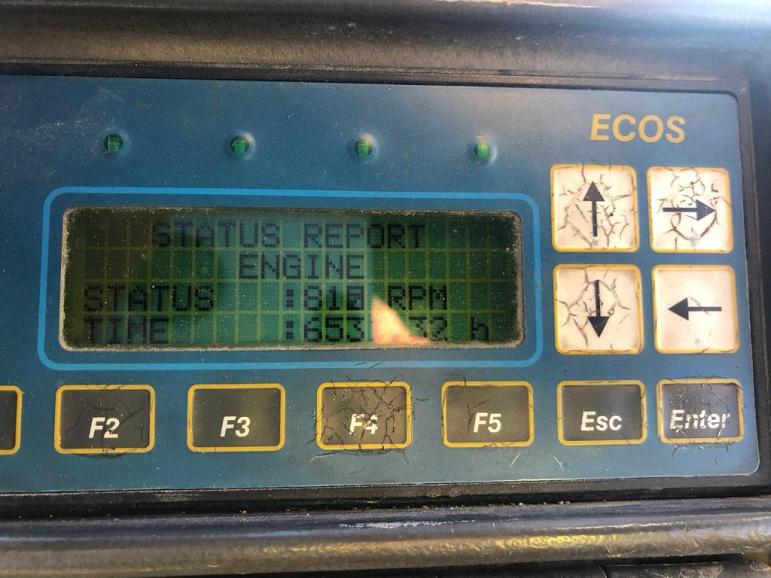 ECOS
STATUS REPORT
ENGINE
STATUS :810 RPM
TIME : h
F2 F3 F4 F5 Esc Enter